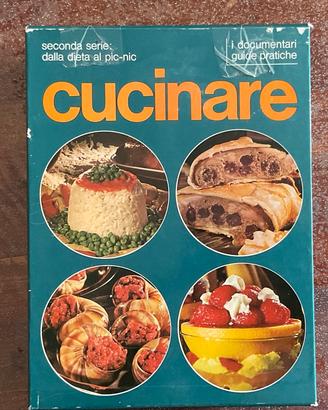 seconda serie:
dalla dieta al pic-nic
i documentari
guide pratiche
cucinare